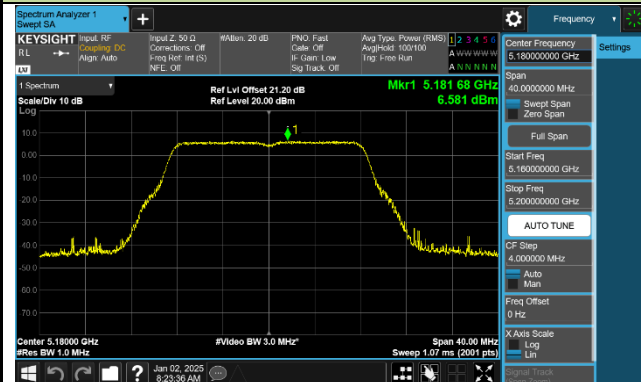 Spectrum Analyzer 1
Swept SA
+
Frequency
KEYSIGHT
RL
LXI
Input: RF
Coupling: DC
Align: Auto
Input Z: 50 Ω
Corrections: Off
Freq Ref: Int (S)
NFE: Off
#Atten: 20 dB
PNO: Fast
Gate: Off
IF Gain: Low
Sig Track: Off
Avg Type: Power (RMS)
Avg|Hold: 100/100
Trig: Free Run
1 2 3 4 5 6
A W W W W W
A N N N N N
Center Frequency
5.180000000 GHz
Settings
1 Spectrum
Scale/Div 10 dB
Log
Ref Lvl Offset 21.20 dB
Ref Level 20.00 dBm
Mkr1 5.181 68 GHz
6.581 dBm
Span
40.0000000 MHz
Swept Span
Zero Span
Full Span
Start Freq
5.160000000 GHz
Stop Freq
5.200000000 GHz
AUTO TUNE
CF Step
4.000000 MHz
Auto
Man
Freq Offset
0 Hz
X Axis Scale
Log
Lin
Signal Track
1
10.0
0.00
10.0
20.0
30.0
40.0
50.0
60.0
70.0
Center 5.18000 GHz
#Res BW 1.0 MHz
#Video BW 3.0 MHz*
Span 40.00 MHz
Sweep 1.07 ms (2001 pts)
?
Jan 02, 2025
8:23:36 AM